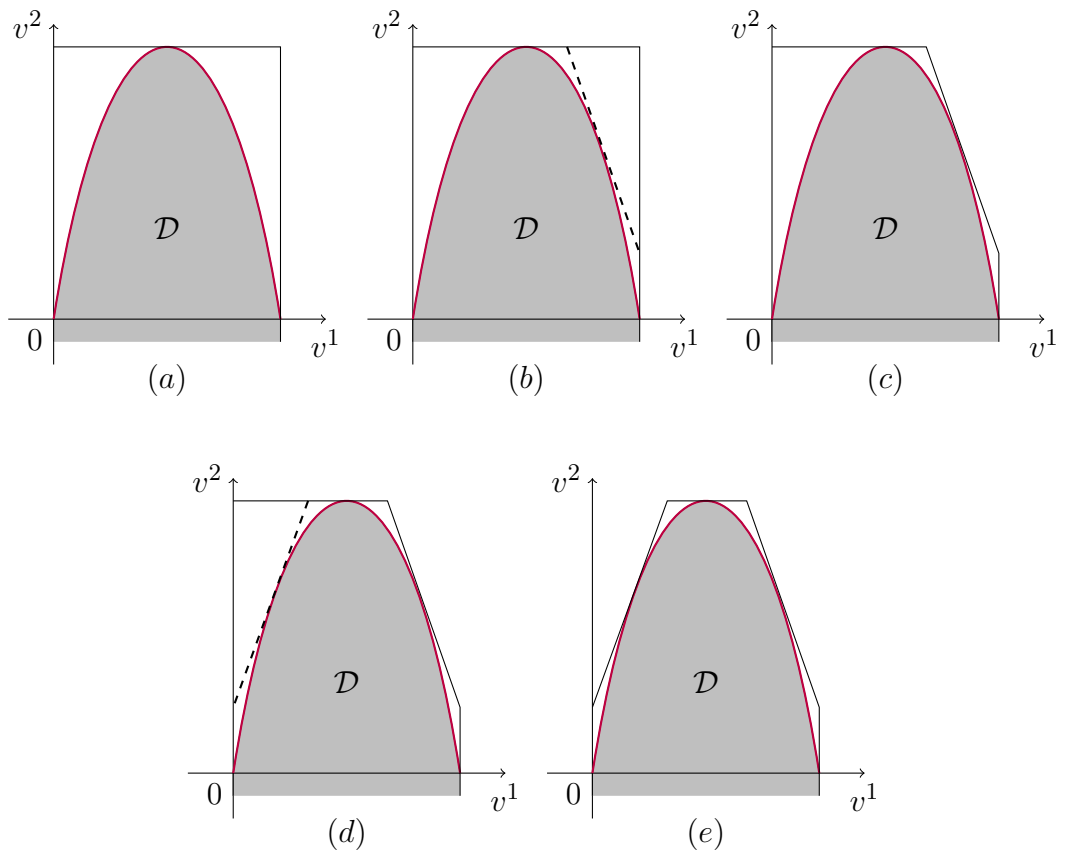 v² v² v²
𝒟 𝒟 𝒟
0 v¹ 0 v¹ 0 v¹
(a) (b) (c)
v² v²
𝒟 𝒟
0 v¹ 0 v¹
(d) (e)